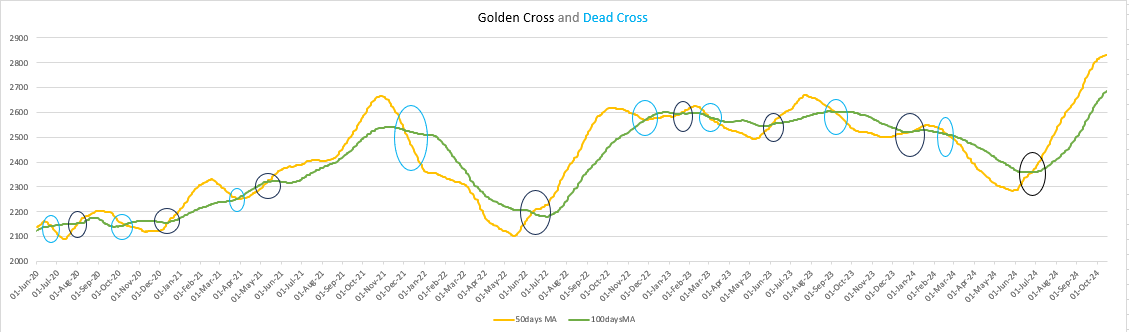 Golden Cross and Dead Cross
2900
2800
2700
2600
2500
2400
2300
2200
2100
2000
01-Jun-20
01-Jul-20
01-Aug-20
01-Sep-20
01-Oct-20
01-Nov-20
01-Dec-20
01-Jan-21
01-Feb-21
01-Mar-21
01-Apr-21
01-May-21
01-Jun-21
01-Jul-21
01-Aug-21
01-Sep-21
01-Oct-21
01-Nov-21
01-Dec-21
01-Jan-22
01-Feb-22
01-Mar-22
01-Apr-22
01-May-22
01-Jun-22
01-Jul-22
01-Aug-22
01-Sep-22
01-Oct-22
01-Nov-22
01-Dec-22
01-Jan-23
01-Feb-23
01-Mar-23
01-Apr-23
01-May-23
01-Jun-23
01-Jul-23
01-Aug-23
01-Sep-23
01-Oct-23
01-Nov-23
01-Dec-23
01-Jan-24
01-Feb-24
01-Mar-24
01-Apr-24
01-May-24
01-Jun-24
01-Jul-24
01-Aug-24
01-Sep-24
01-Oct-24
50days MA
100daysMA